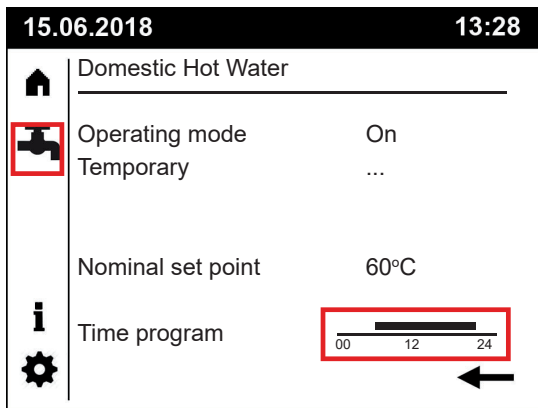 15.06.2018 13:28
Domestic Hot Water
Operating mode On
Temporary ...
Nominal set point 60°C
i
Time program
00 12 24